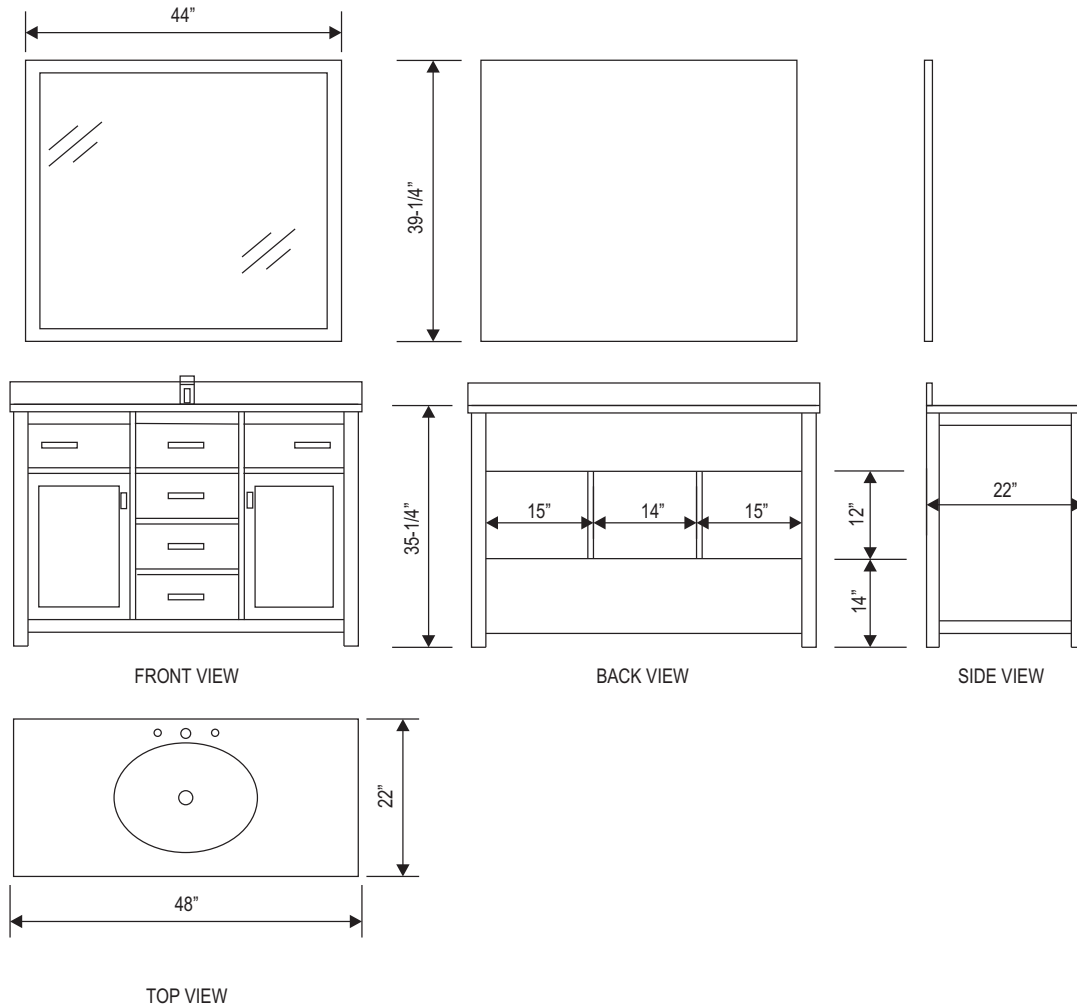 44”
39-1/4”
35-1/4”
15”
14”
15”
12”
14”
22”
FRONT VIEW
BACK VIEW
SIDE VIEW
22”
48”
TOP VIEW